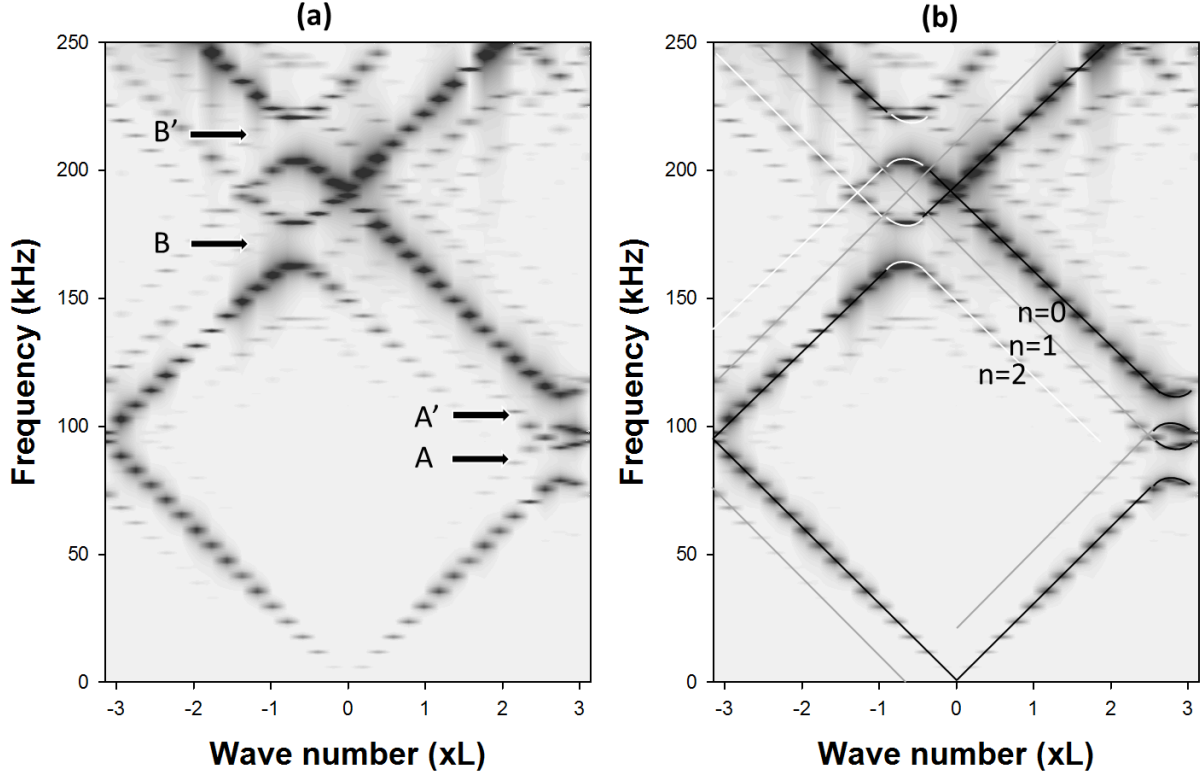 (a)
(b)
250
200
150
100
50
0
Frequency (kHz)
B’
B
A’
A
-3
-2
-1
0
1
2
3
Wave number (xL)
250
200
150
100
50
0
Frequency (kHz)
n=0
n=1
n=2
-3
-2
-1
0
1
2
3
Wave number (xL)